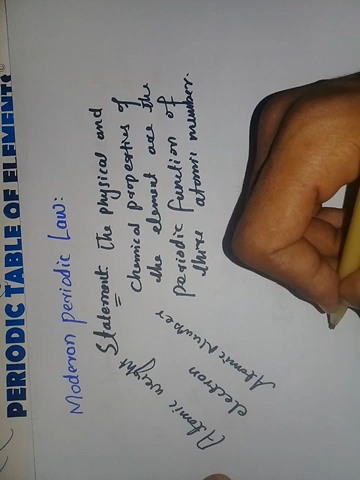 PERIODIC TABLE OF ELEMENTS
Moderan periodic Law:
Statement: the physical and
chemical properties of
the element are the
periodic function of
there atomic number.
Atomic weight
electron
Atomic Number